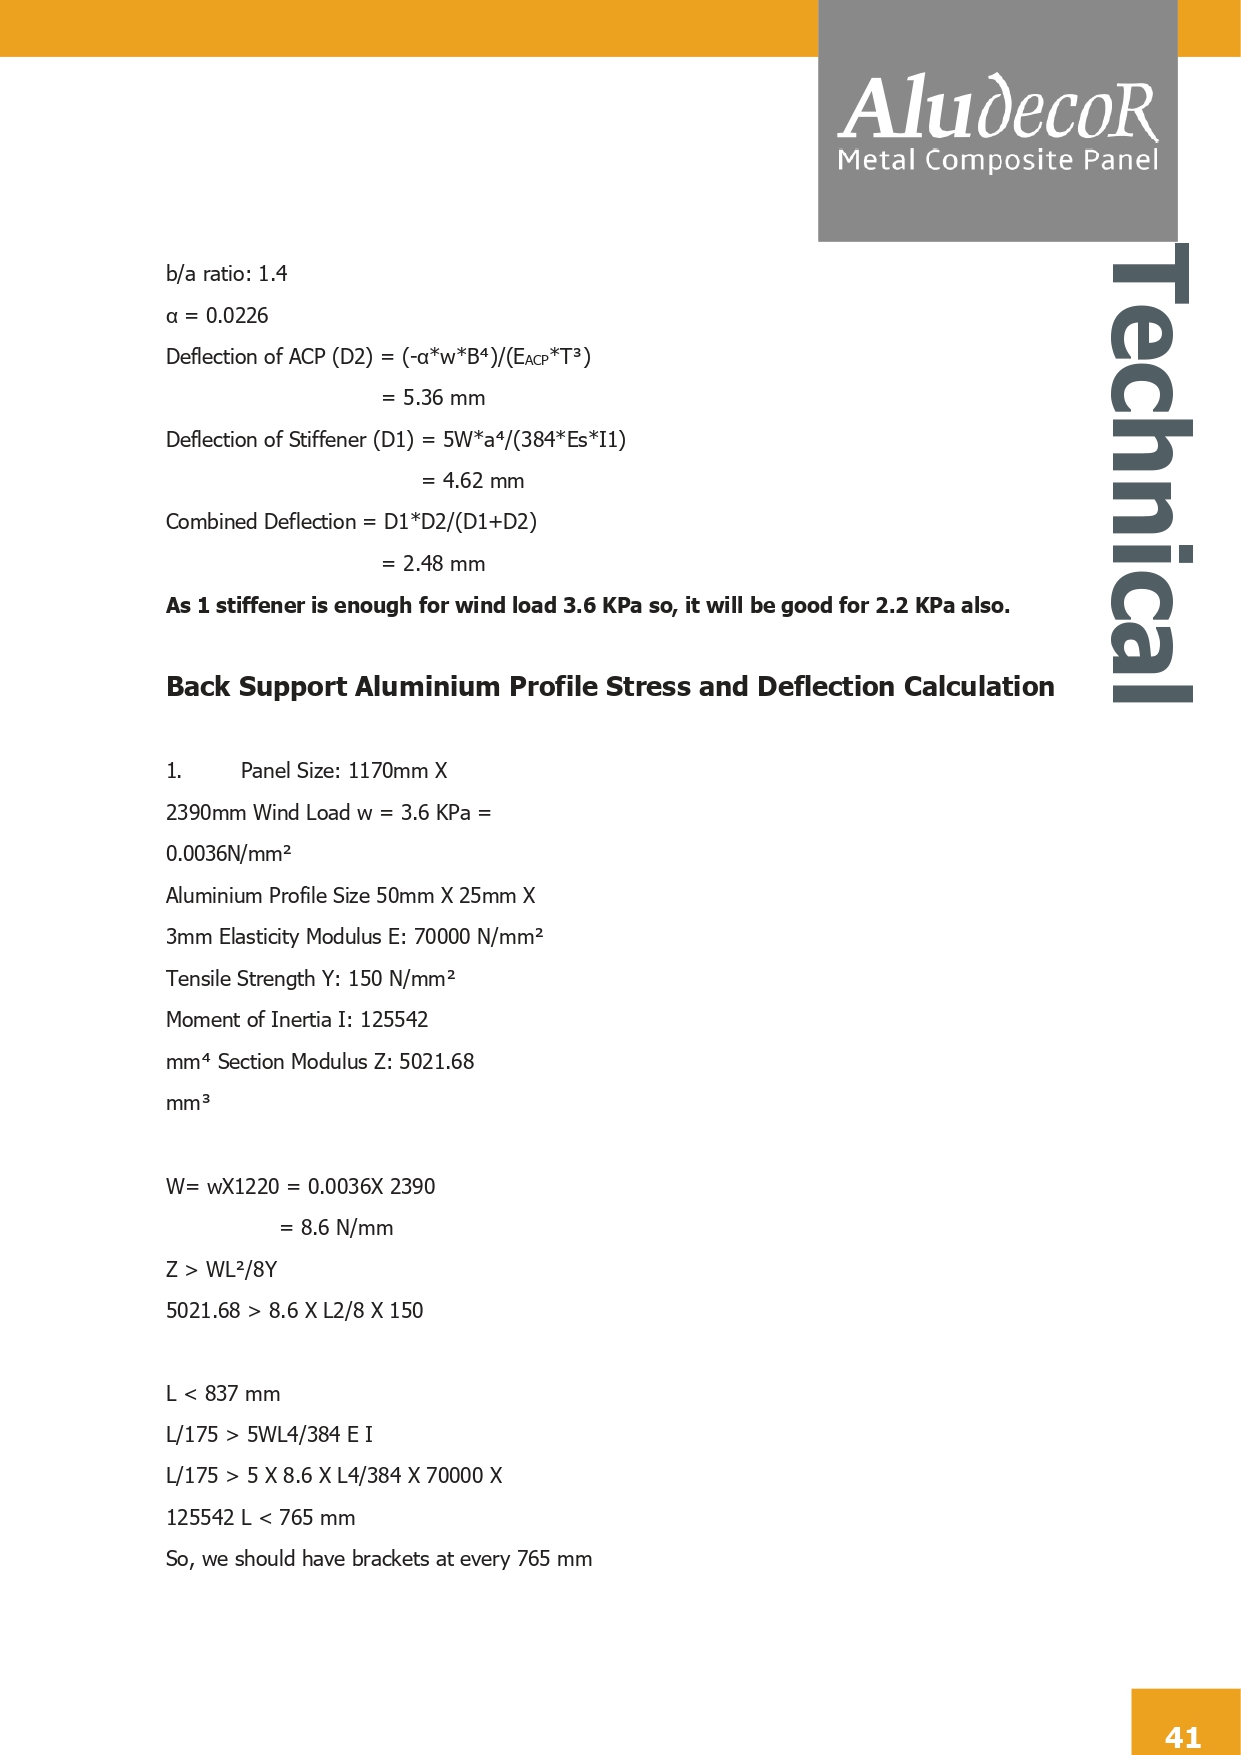 AludecoR
Metal Composite Panel
Technical
b/a ratio: 1.4
α = 0.0226
Deflection of ACP (D2) = (-α*w*B⁴)/(EACP*T³)
= 5.36 mm
Deflection of Stiffener (D1) = 5W*a⁴/(384*Es*I1)
= 4.62 mm
Combined Deflection = D1*D2/(D1+D2)
= 2.48 mm
As 1 stiffener is enough for wind load 3.6 KPa so, it will be good for 2.2 KPa also.
Back Support Aluminium Profile Stress and Deflection Calculation
1. Panel Size: 1170mm X
2390mm Wind Load w = 3.6 KPa =
0.0036N/mm²
Aluminium Profile Size 50mm X 25mm X
3mm Elasticity Modulus E: 70000 N/mm²
Tensile Strength Y: 150 N/mm²
Moment of Inertia I: 125542
mm⁴ Section Modulus Z: 5021.68
mm³
W= wX1220 = 0.0036X 2390
= 8.6 N/mm
Z > WL²/8Y
5021.68 > 8.6 X L2/8 X 150
L < 837 mm
L/175 > 5WL4/384 E I
L/175 > 5 X 8.6 X L4/384 X 70000 X
125542 L < 765 mm
So, we should have brackets at every 765 mm
41